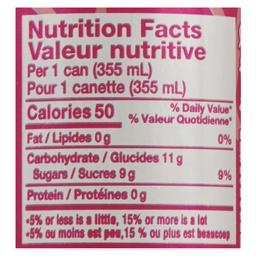 Nutrition Facts
Valeur nutritive
Per 1 can (355 mL)
Pour 1 canette (355 mL)
Calories 50 % Daily Value*
% Valeur Quotidienne*
Fat / Lipides 0 g 0%
Carbohydrate / Glucides 11 g
Sugars / Sucres 9 g 9%
Protein / Protéines 0 g
*5% or less is a little, 15% or more is a lot
*5% ou moins est peu, 15 % ou plus est beaucoup